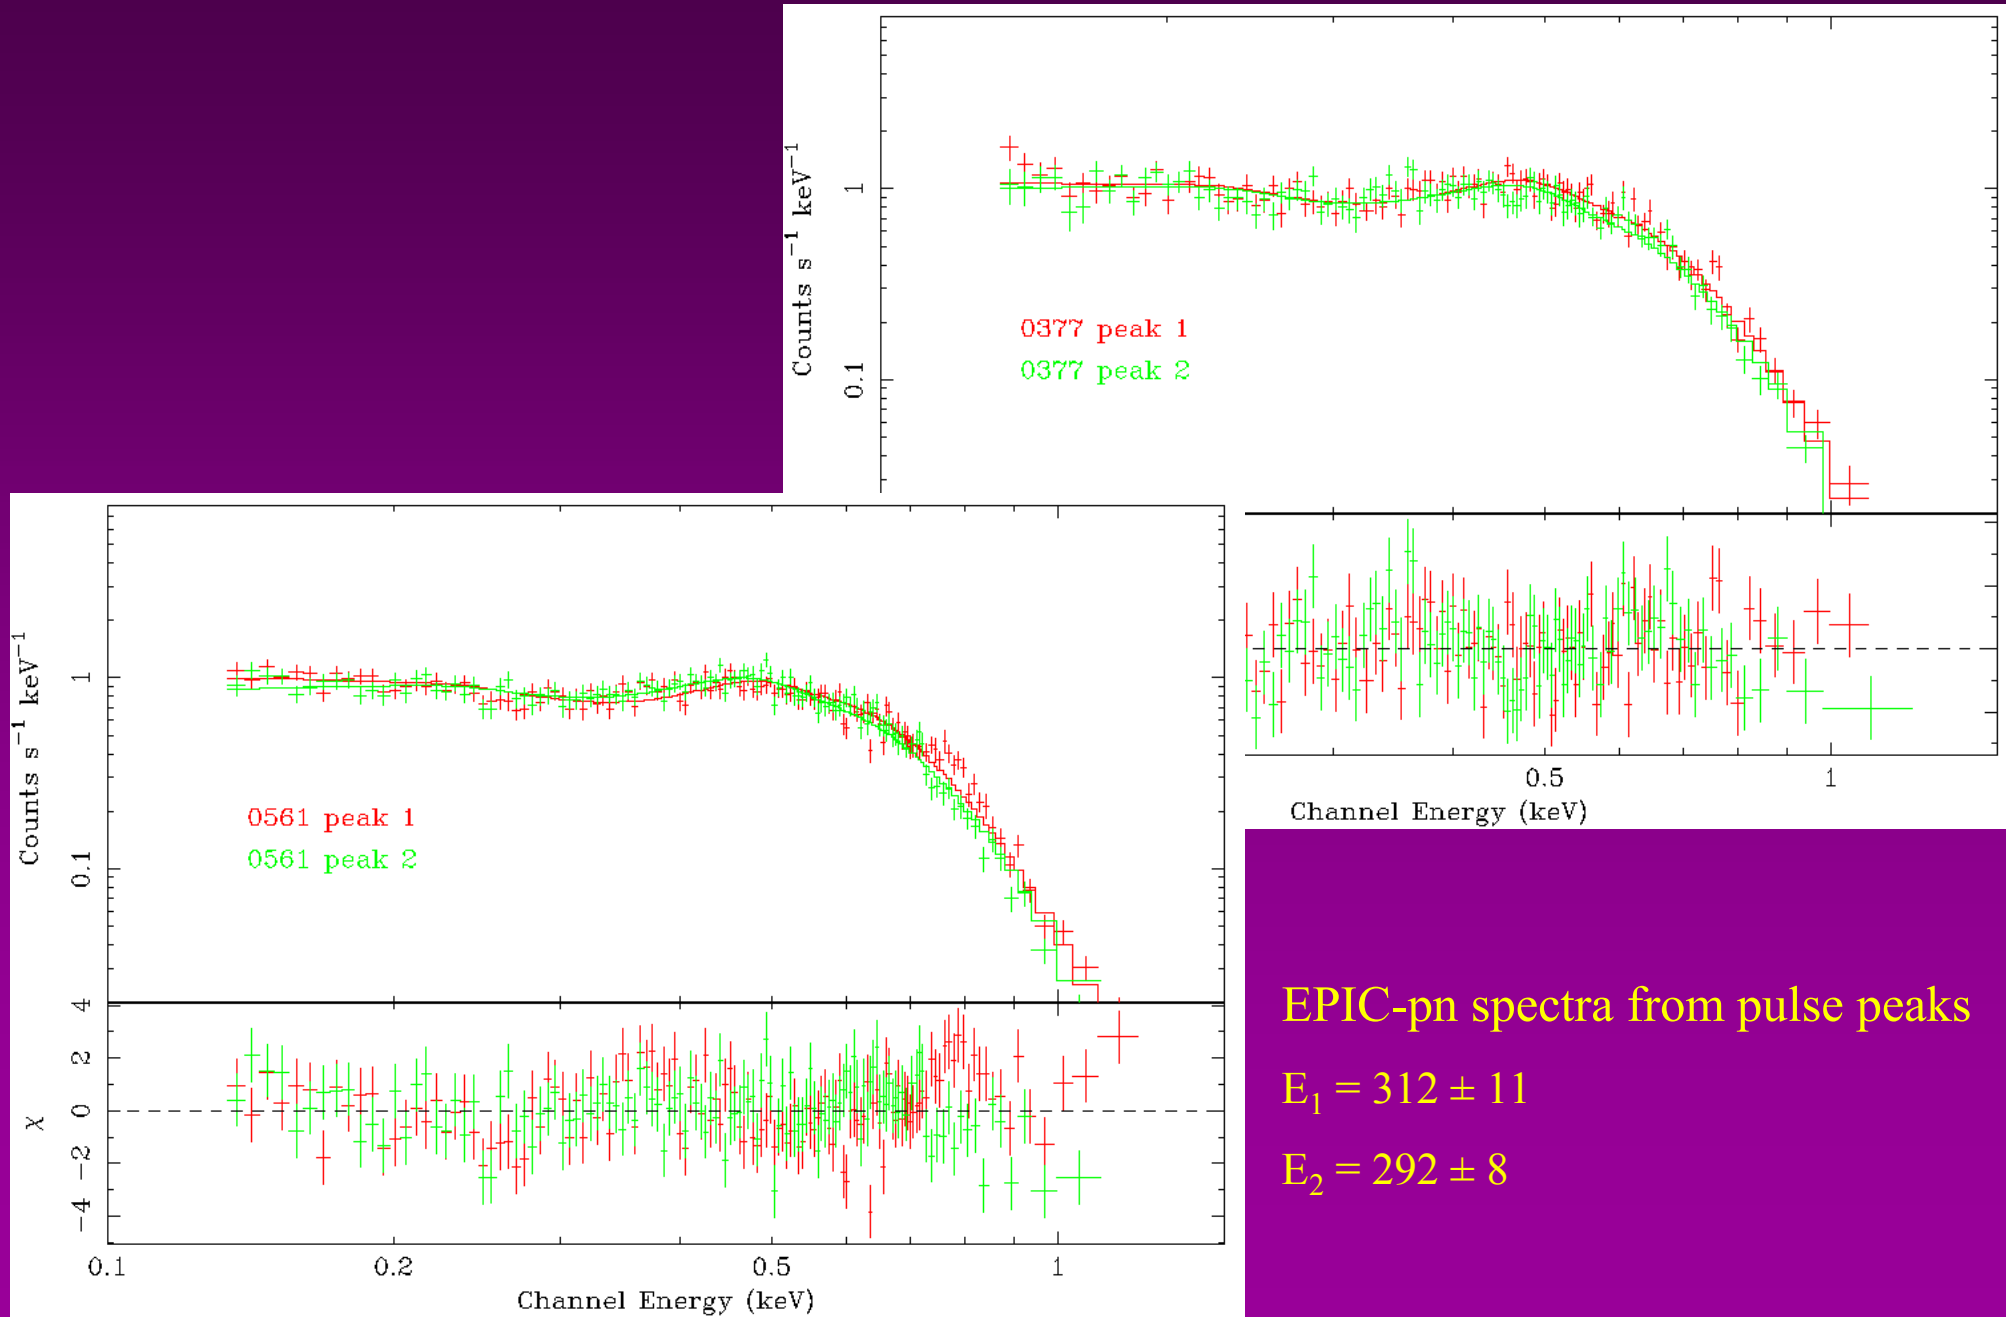 Counts s⁻¹ keV⁻¹
1
0.1
0377 peak 1
0377 peak 2
0.5
1
Channel Energy (keV)
Counts s⁻¹ keV⁻¹
1
0.1
0561 peak 1
0561 peak 2
χ
4
2
0
−2
−4
0.1
0.2
0.5
1
Channel Energy (keV)
EPIC-pn spectra from pulse peaks
E₁ = 312 ± 11
E₂ = 292 ± 8